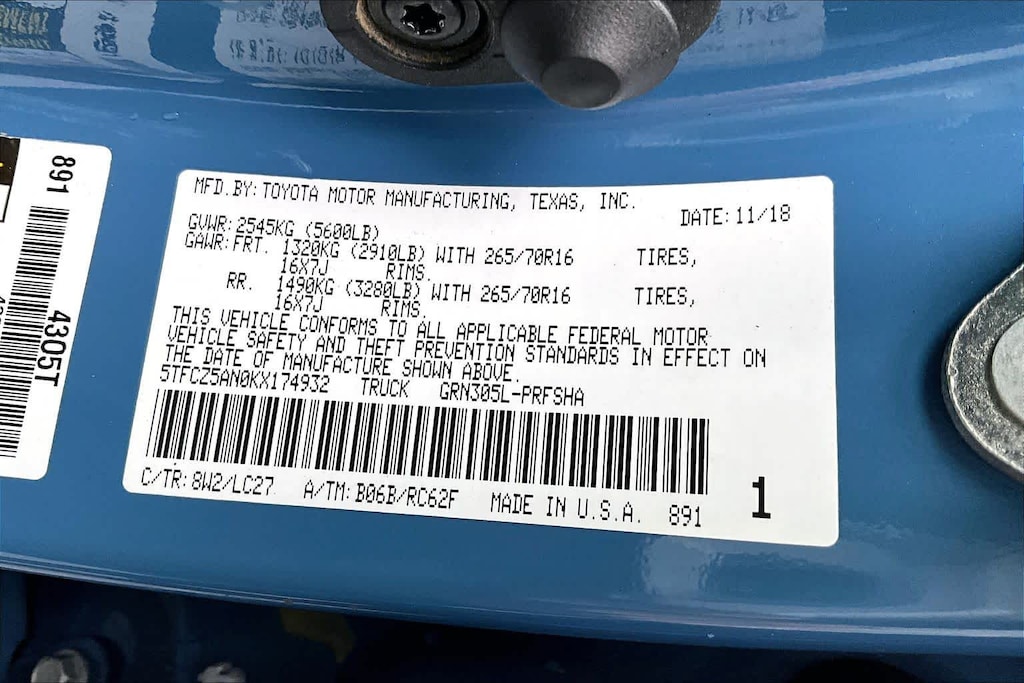 MFD.BY: TOYOTA MOTOR MANUFACTURING, TEXAS, INC.
DATE: 11/18
GVWR: 2545KG (5600LB)
GAWR: FRT. 1320KG (2910LB) WITH 265/70R16 TIRES,
16X7J RIMS.
RR. 1490KG (3280LB) WITH 265/70R16 TIRES,
16X7J RIMS.
THIS VEHICLE CONFORMS TO ALL APPLICABLE FEDERAL MOTOR
VEHICLE SAFETY AND THEFT PREVENTION STANDARDS IN EFFECT ON
THE DATE OF MANUFACTURE SHOWN ABOVE.
5TFCZ5AN0KX174932 TRUCK GRN305L-PRFSHA
C/TR: 8W2/LC27 A/TM: B06B/RC62F MADE IN U.S.A. 891
1
891
4305T